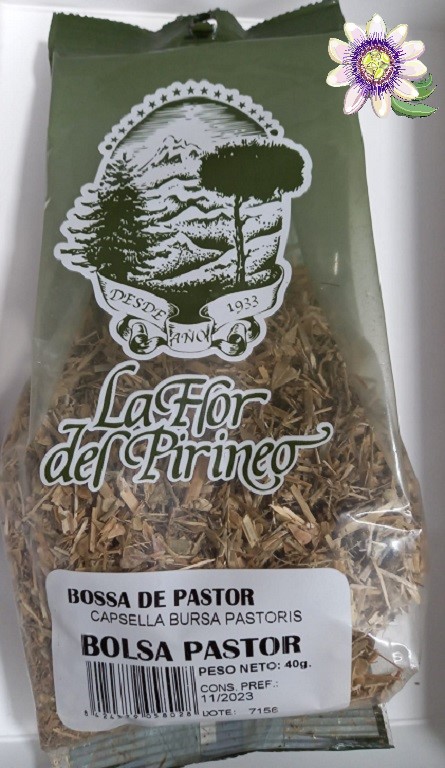 DESDE
AÑO
1933
La Flor
del Pirineo
BOSSA DE PASTOR
CAPSELLA BURSA PASTORIS
BOLSA PASTOR
PESO NETO: 40g.
CONS. PREF.:
11/2023
LOTE: 7156